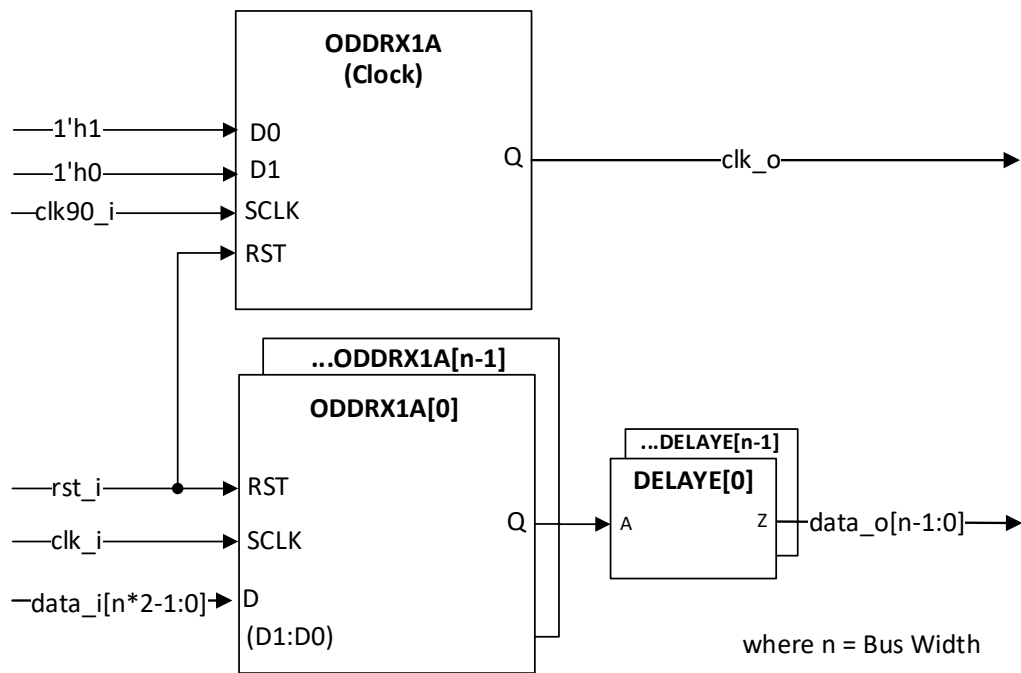 ODDRX1A
(Clock)
1'h1
D0
1'h0
D1
Q
clk_o
clk90_i
SCLK
RST
...ODDRX1A[n-1]
ODDRX1A[0]
...DELAYE[n-1]
DELAYE[0]
rst_i
RST
Q
A
Z
data_o[n-1:0]
clk_i
SCLK
data_i[n*2-1:0]
D
(D1:D0)
where n = Bus Width